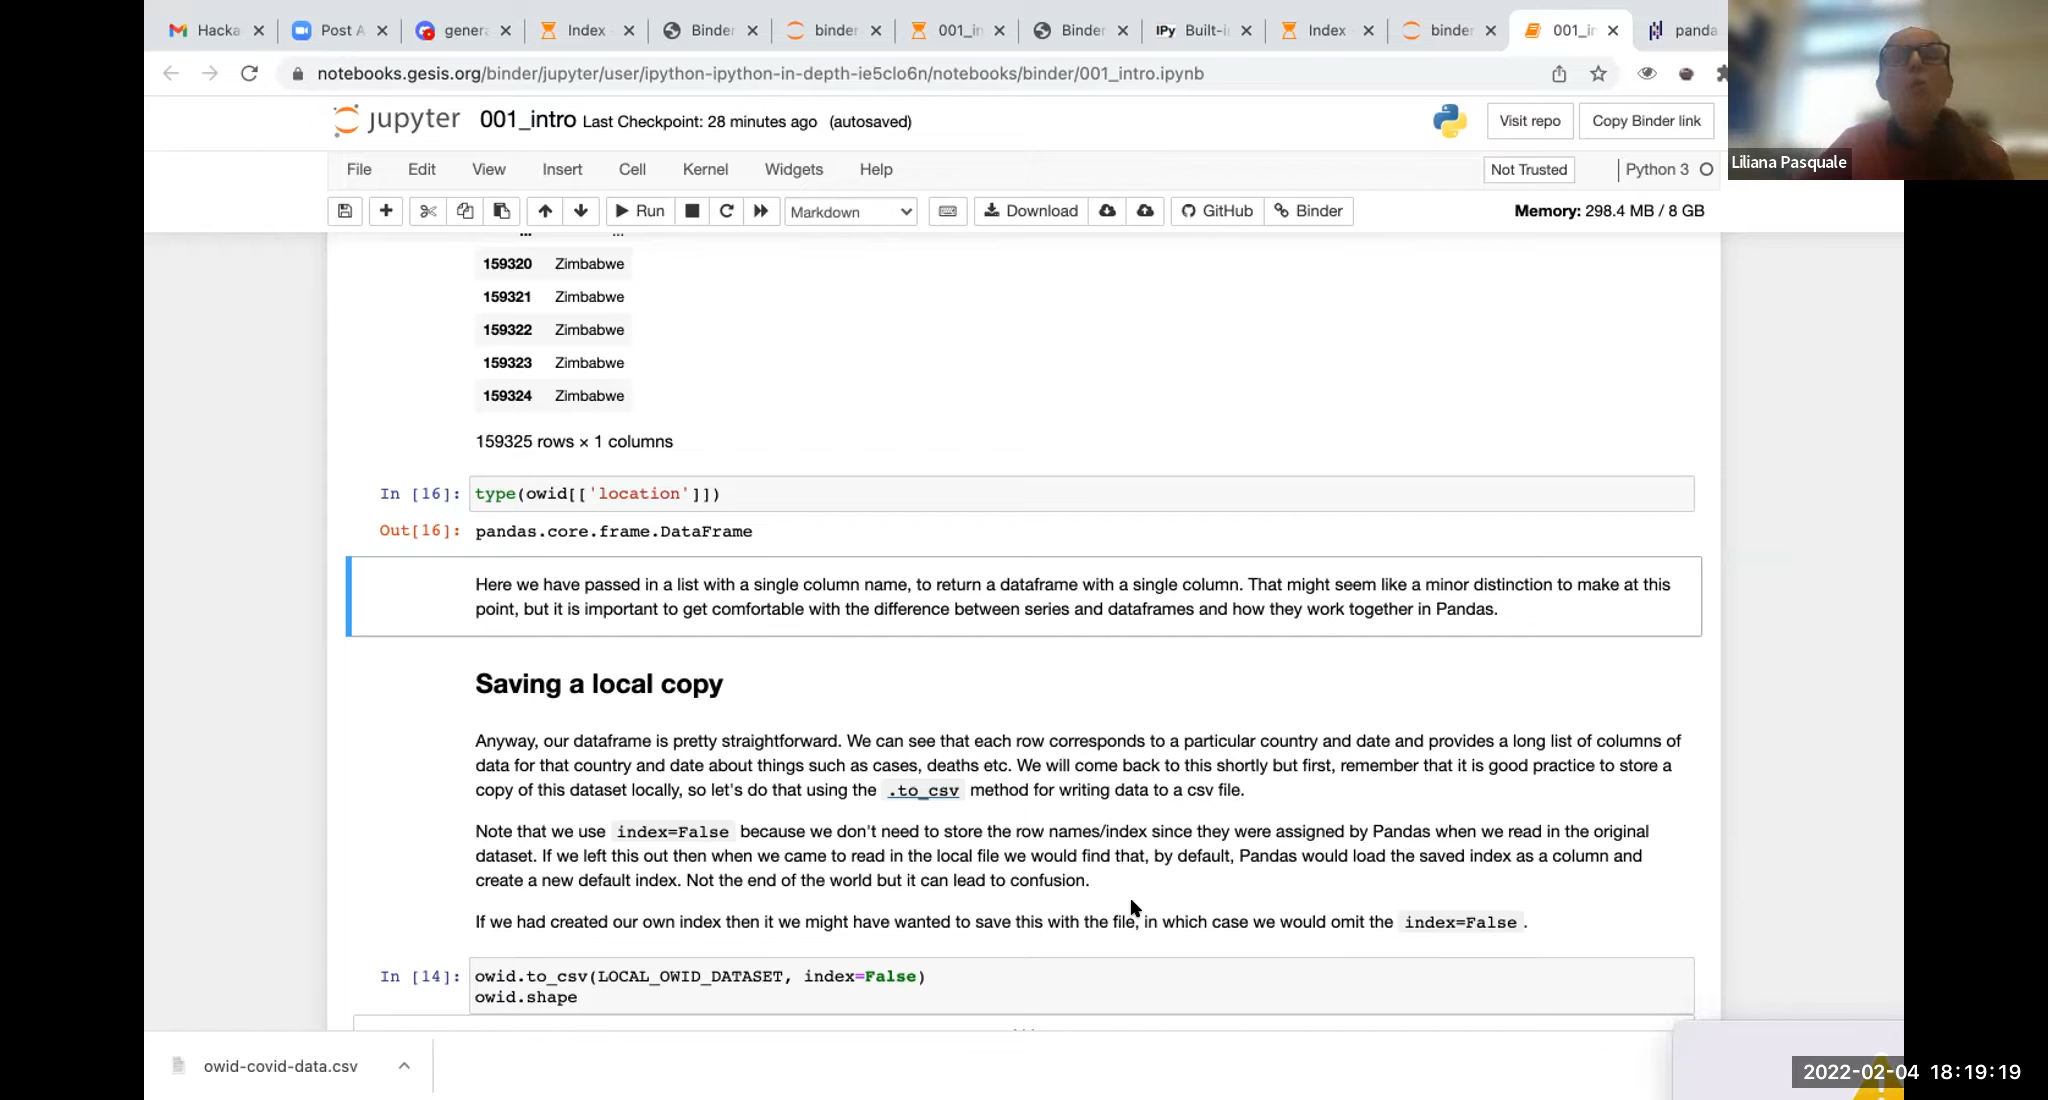 Hacka
Post A
gener
Index
Binder
binder
001_in
Binder
IPy Built-i
Index
binder
001_in
panda
notebooks.gesis.org/binder/jupyter/user/ipython-ipython-in-depth-ie5clo6n/notebooks/binder/001_intro.ipynb
Liliana Pasquale
jupyter 001_intro Last Checkpoint: 28 minutes ago (autosaved)
Visit repo
Copy Binder link
File Edit View Insert Cell Kernel Widgets Help
Not Trusted
Python 3
Run
Markdown
Download
GitHub
Binder
Memory: 298.4 MB / 8 GB
... ...
159320 Zimbabwe
159321 Zimbabwe
159322 Zimbabwe
159323 Zimbabwe
159324 Zimbabwe
159325 rows × 1 columns
In [16]: type(owid[['location']])
Out[16]: pandas.core.frame.DataFrame
Here we have passed in a list with a single column name, to return a dataframe with a single column. That might seem like a minor distinction to make at this
point, but it is important to get comfortable with the difference between series and dataframes and how they work together in Pandas.
Saving a local copy
Anyway, our dataframe is pretty straightforward. We can see that each row corresponds to a particular country and date and provides a long list of columns of
data for that country and date about things such as cases, deaths etc. We will come back to this shortly but first, remember that it is good practice to store a
copy of this dataset locally, so let's do that using the .to_csv method for writing data to a csv file.
Note that we use index=False because we don't need to store the row names/index since they were assigned by Pandas when we read in the original
dataset. If we left this out then when we came to read in the local file we would find that, by default, Pandas would load the saved index as a column and
create a new default index. Not the end of the world but it can lead to confusion.
If we had created our own index then it we might have wanted to save this with the file, in which case we would omit the index=False.
In [14]: owid.to_csv(LOCAL_OWID_DATASET, index=False)
owid.shape
owid-covid-data.csv
2022-02-04 18:19:19